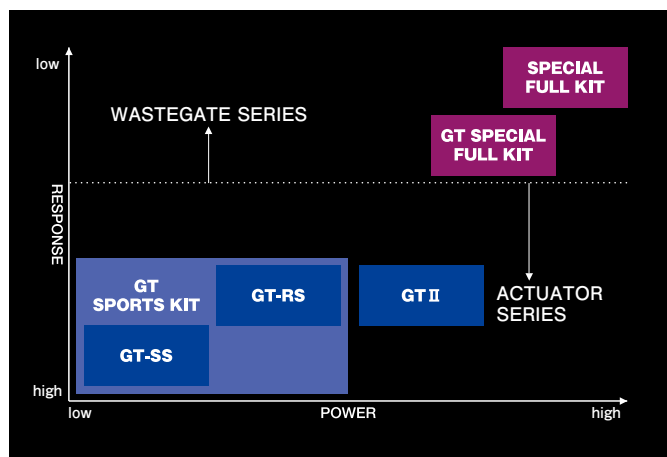 low
SPECIAL
FULL KIT
WASTEGATE SERIES
GT SPECIAL
FULL KIT
RESPONSE
GT
SPORTS KIT
GT-RS
GT II
ACTUATOR
SERIES
GT-SS
high
low
POWER
high